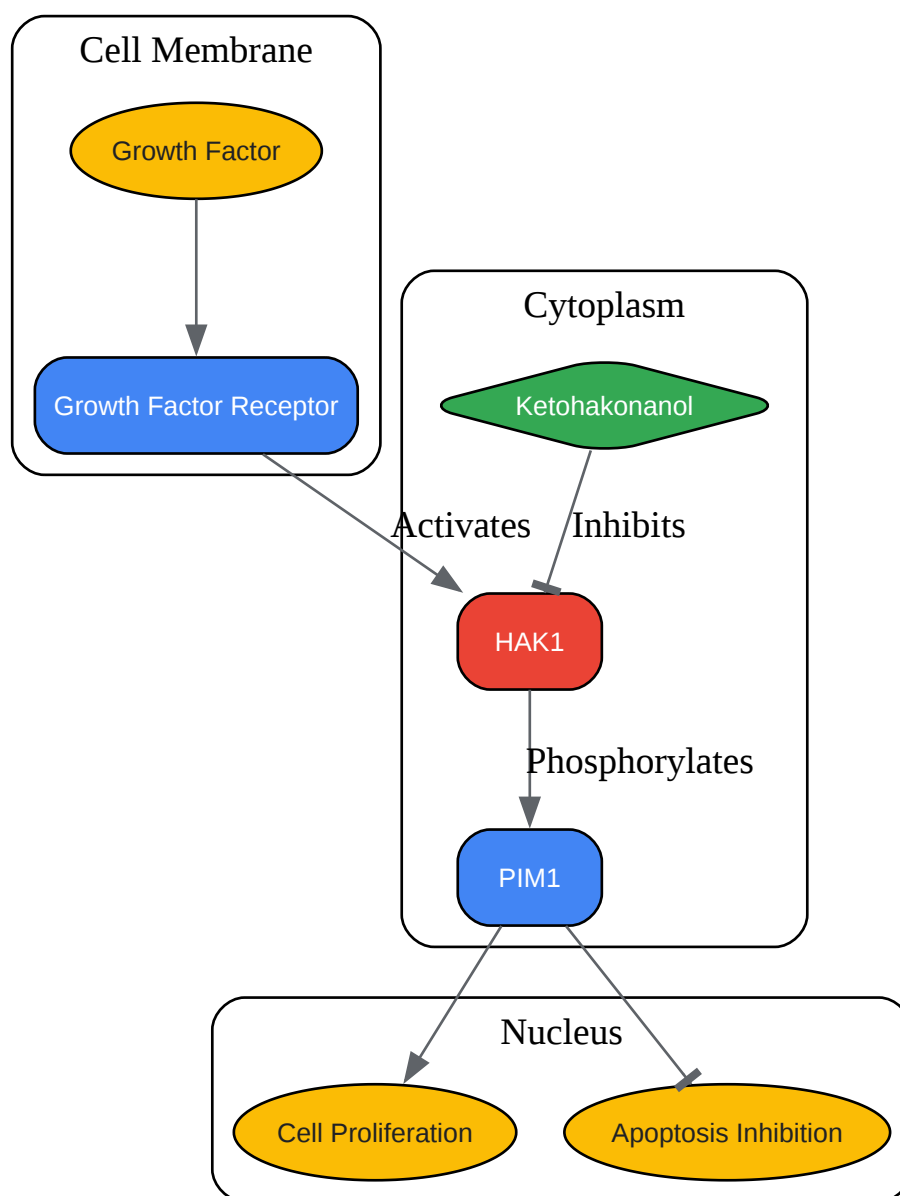 Cell Membrane
Growth Factor
Growth Factor Receptor
Cytoplasm
Ketohakonanol
Activates
Inhibits
HAK1
Phosphorylates
PIM1
Nucleus
Cell Proliferation
Apoptosis Inhibition